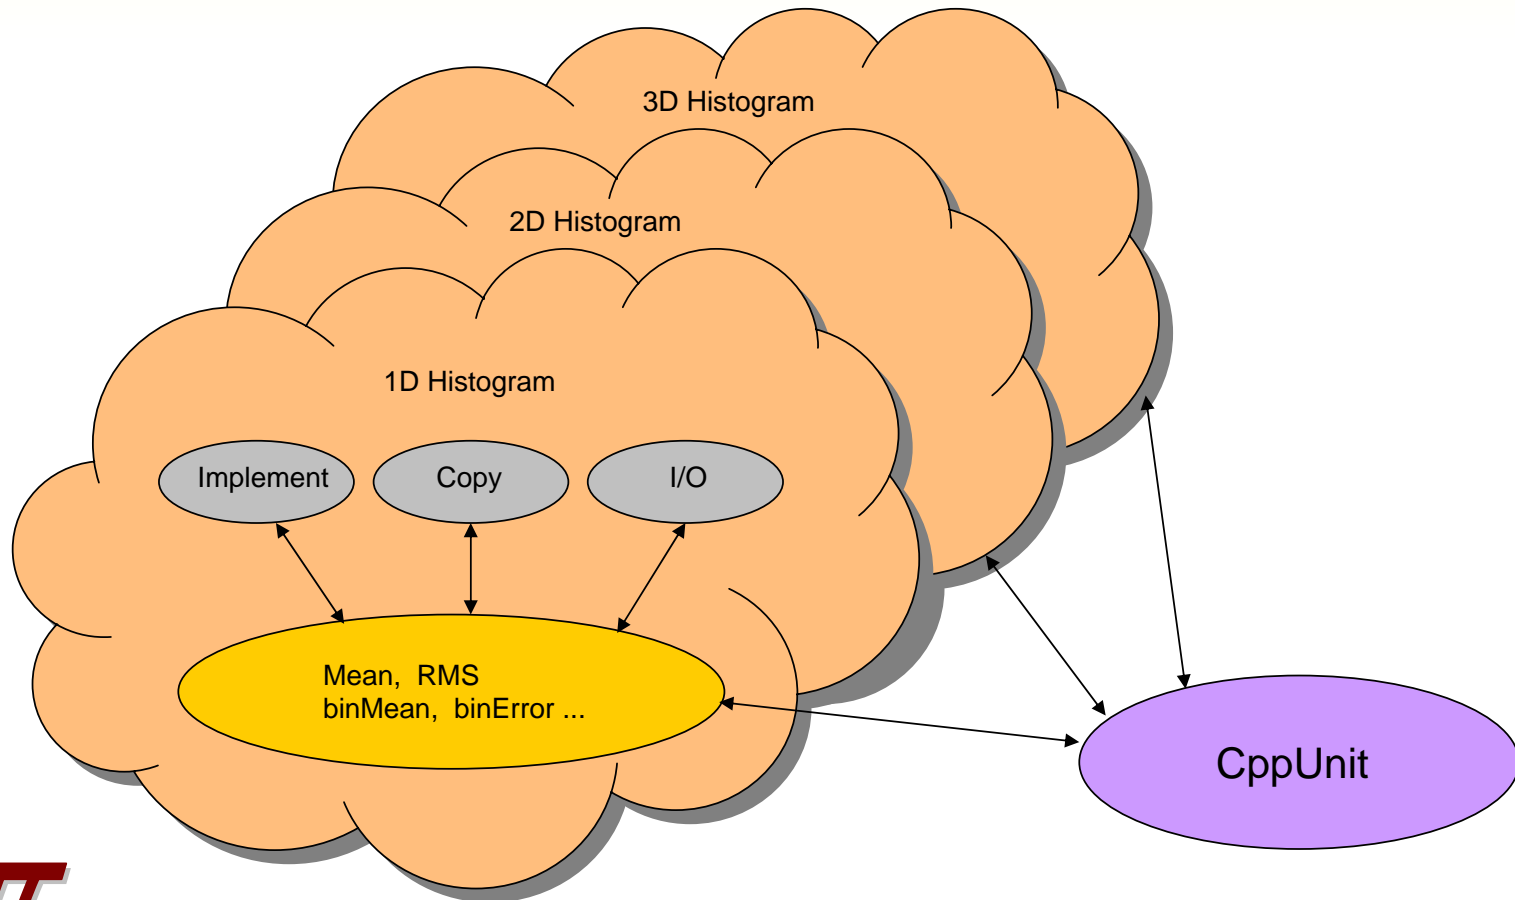 3D Histogram
2D Histogram
1D Histogram
Implement
Copy
I/O
Mean, RMS
binMean, binError ...
CppUnit